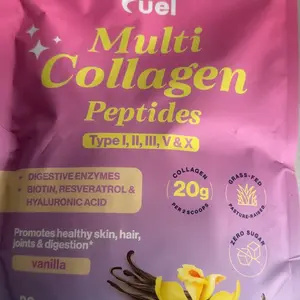 Fuel
Multi
Collagen
Peptides
Type I, II, III, V & X
• DIGESTIVE ENZYMES
• BIOTIN, RESVERATROL &
HYALURONIC ACID
COLLAGEN
20g
PER 2 SCOOPS
GRASS-FED
PASTURE-RAISED
ZERO SUGAR
Promotes healthy skin, hair,
joints & digestion*
vanilla